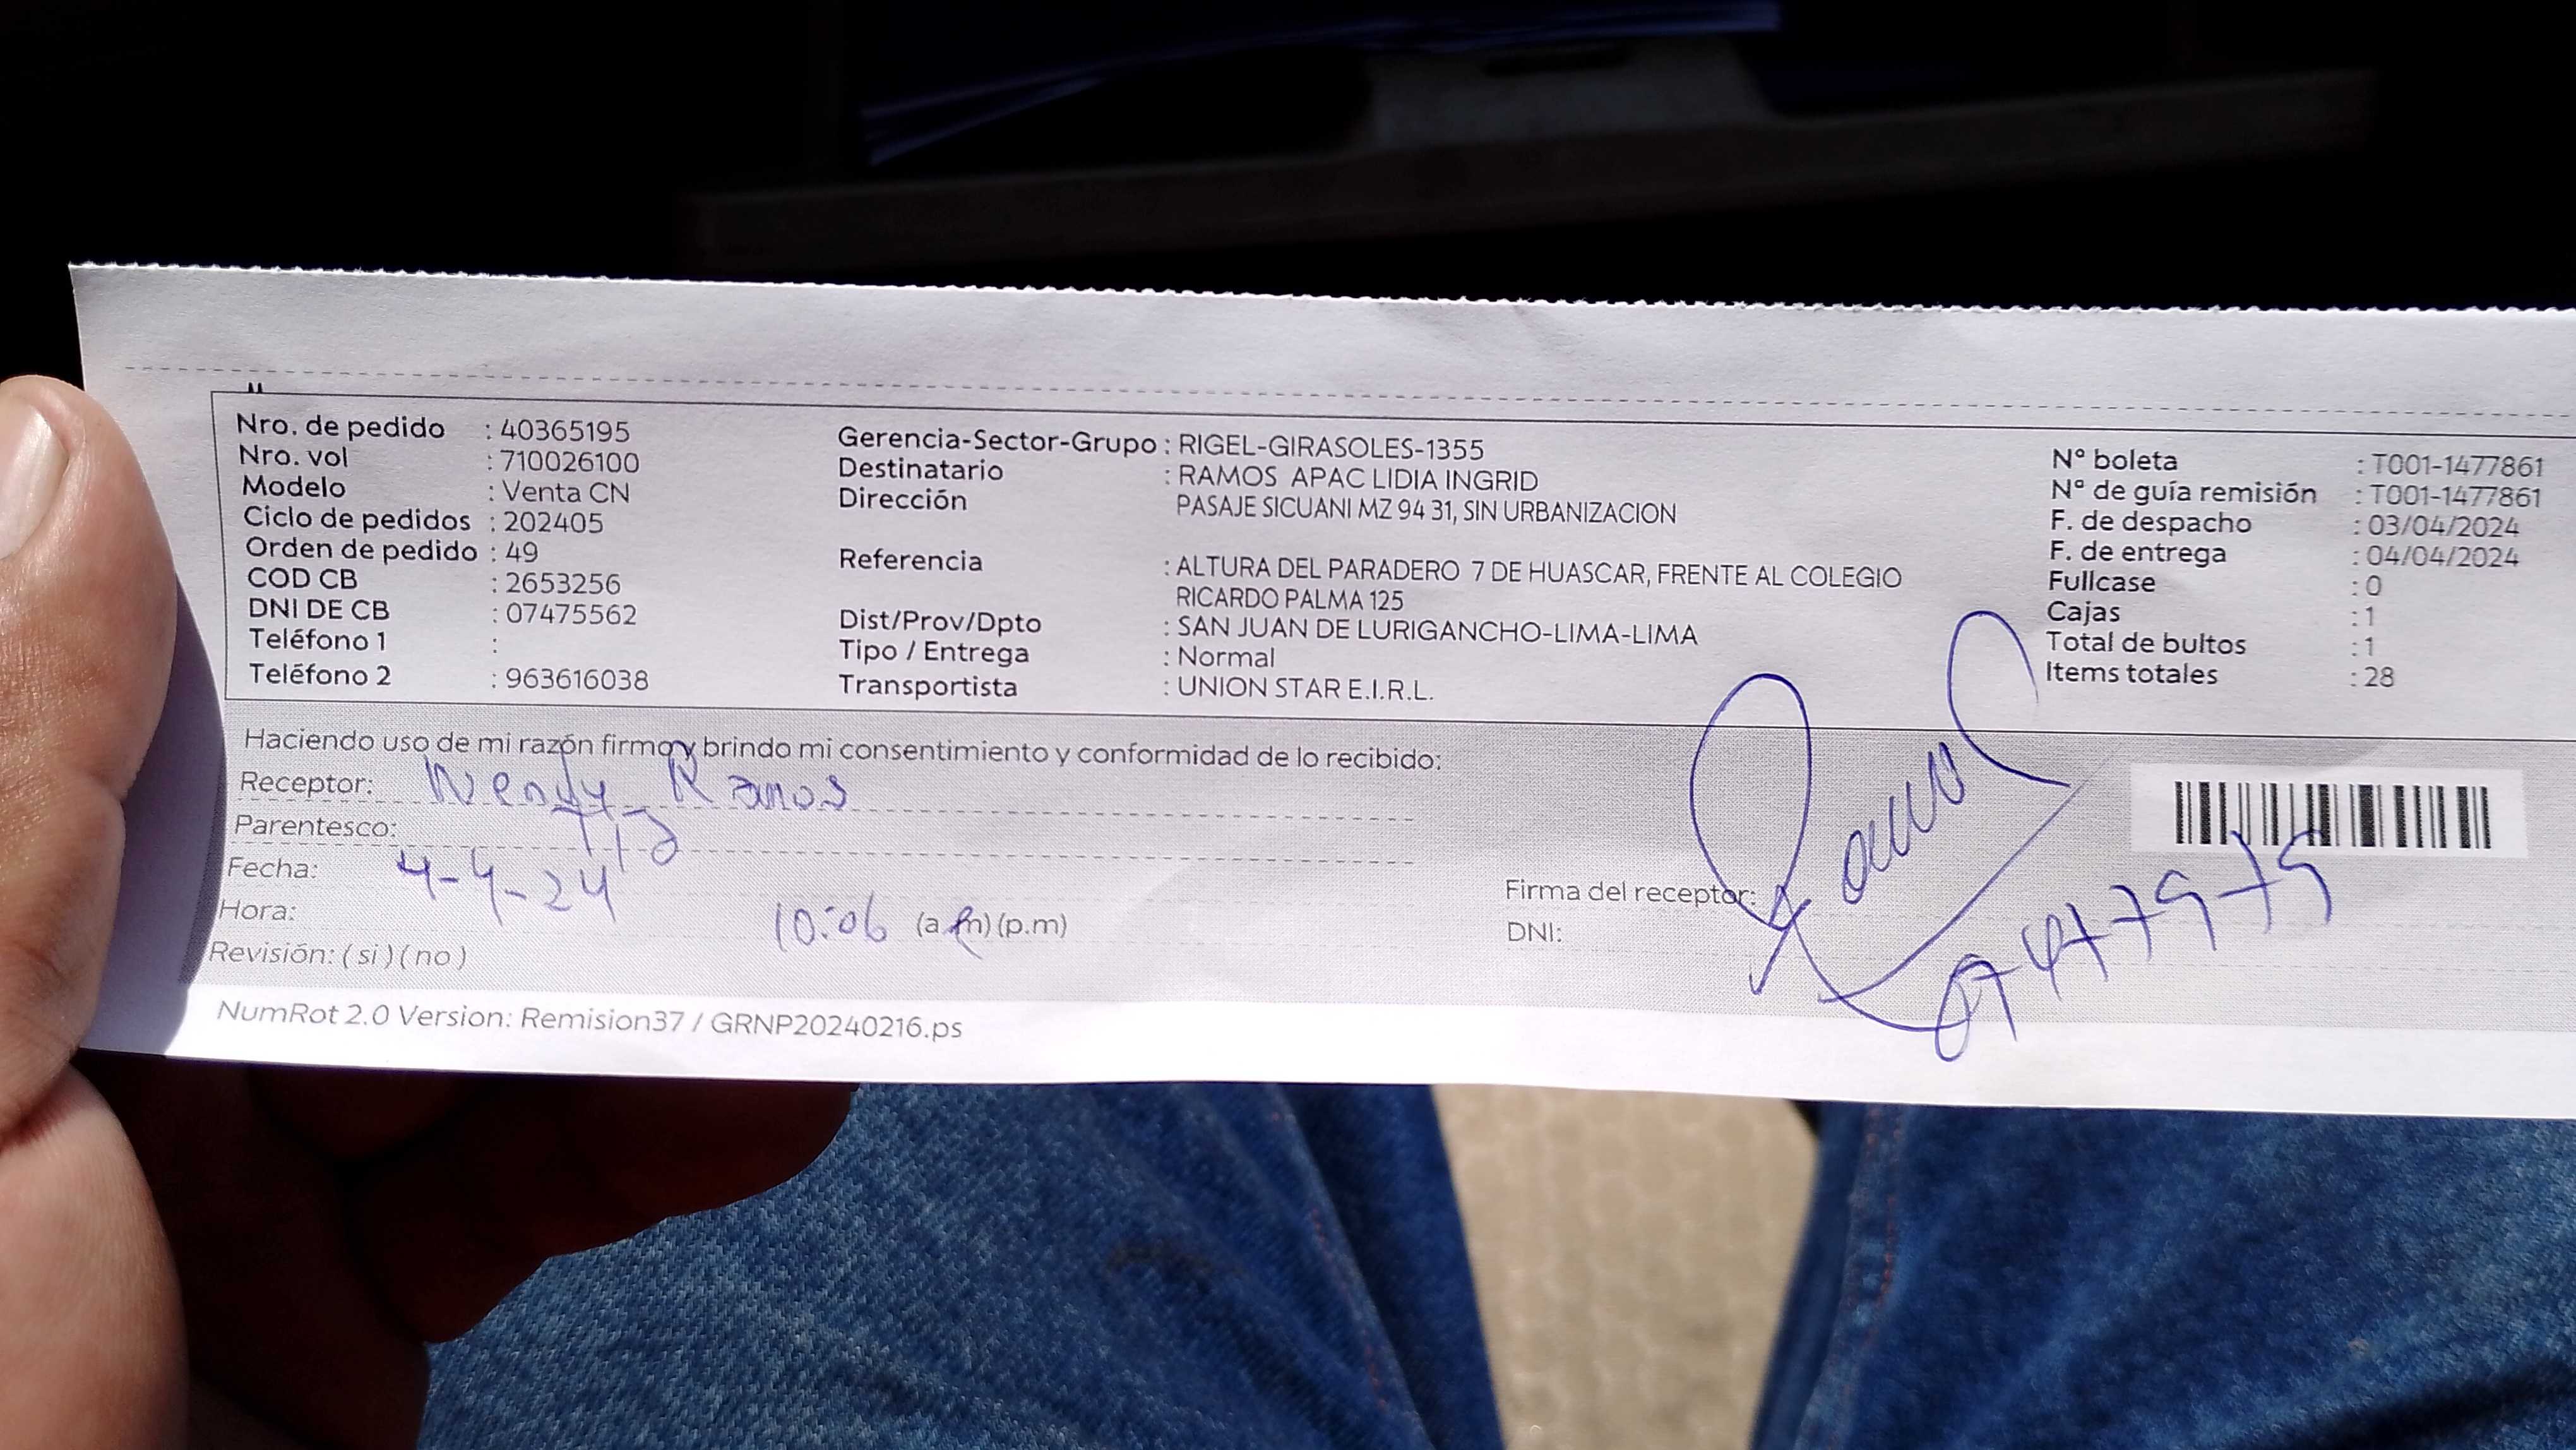 Nro. de pedido : 40365195
Nro. vol : 710026100
Modelo : Venta CN
Ciclo de pedidos : 202405
Orden de pedido : 49
COD CB : 2653256
DNI DE CB : 07475562
Teléfono 1 :
Teléfono 2 : 963616038
Gerencia-Sector-Grupo : RIGEL-GIRASOLES-1355
Destinatario : RAMOS APAC LIDIA INGRID
Dirección PASAJE SICUANI MZ 94 31, SIN URBANIZACION
Referencia : ALTURA DEL PARADERO 7 DE HUASCAR, FRENTE AL COLEGIO
RICARDO PALMA 125
Dist/Prov/Dpto : SAN JUAN DE LURIGANCHO-LIMA-LIMA
Tipo / Entrega : Normal
Transportista : UNION STAR E.I.R.L.
N° boleta : T001-1477861
N° de guía remisión : T001-1477861
F. de despacho : 03/04/2024
F. de entrega : 04/04/2024
Fullcase : 0
Cajas : 1
Total de bultos : 1
Items totales : 28
Haciendo uso de mi razón firmo y brindo mi consentimiento y conformidad de lo recibido:
Receptor: Wendy Ramos
Parentesco: Tia
Fecha: 4-4-24
Hora: 10:06 (a.m) (p.m)
Revisión: ( si ) ( no )
Firma del receptor: Ramos
DNI:
NumRot 2.0 Version: Remision37 / GRNP20240216.ps